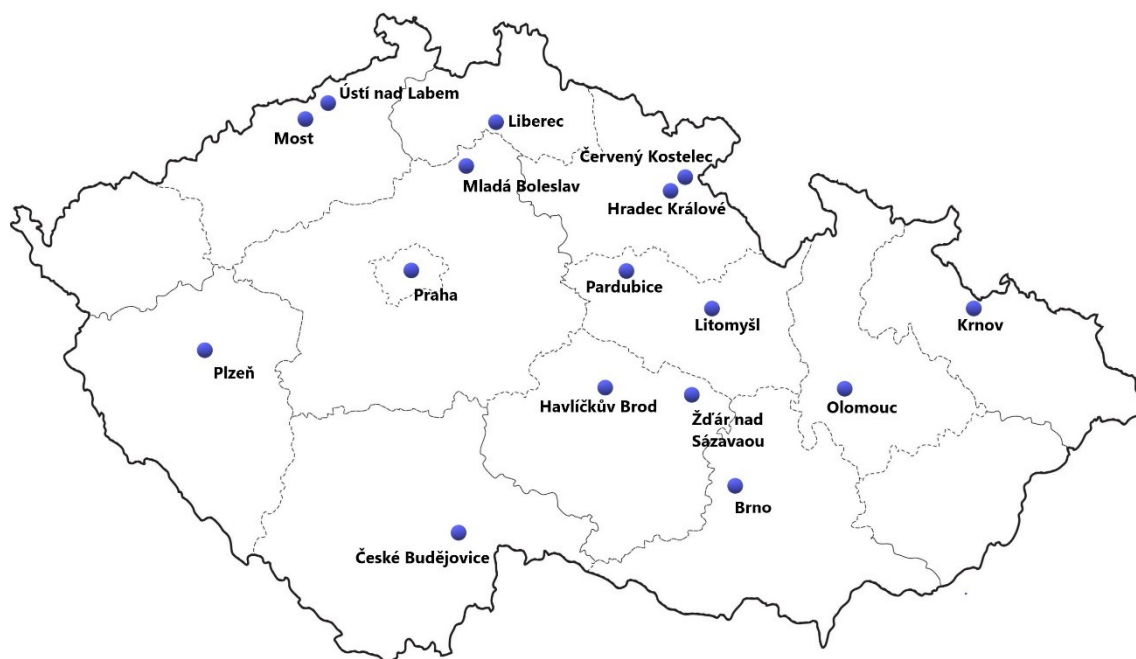 Ústí nad Labem
Most
Liberec
Červený Kostelec
Mladá Boleslav
Hradec Králové
Praha
Pardubice
Litomyšl
Krnov
Plzeň
Havlíčkův Brod
Olomouc
Žďár nad
Sázavaou
Brno
České Budějovice